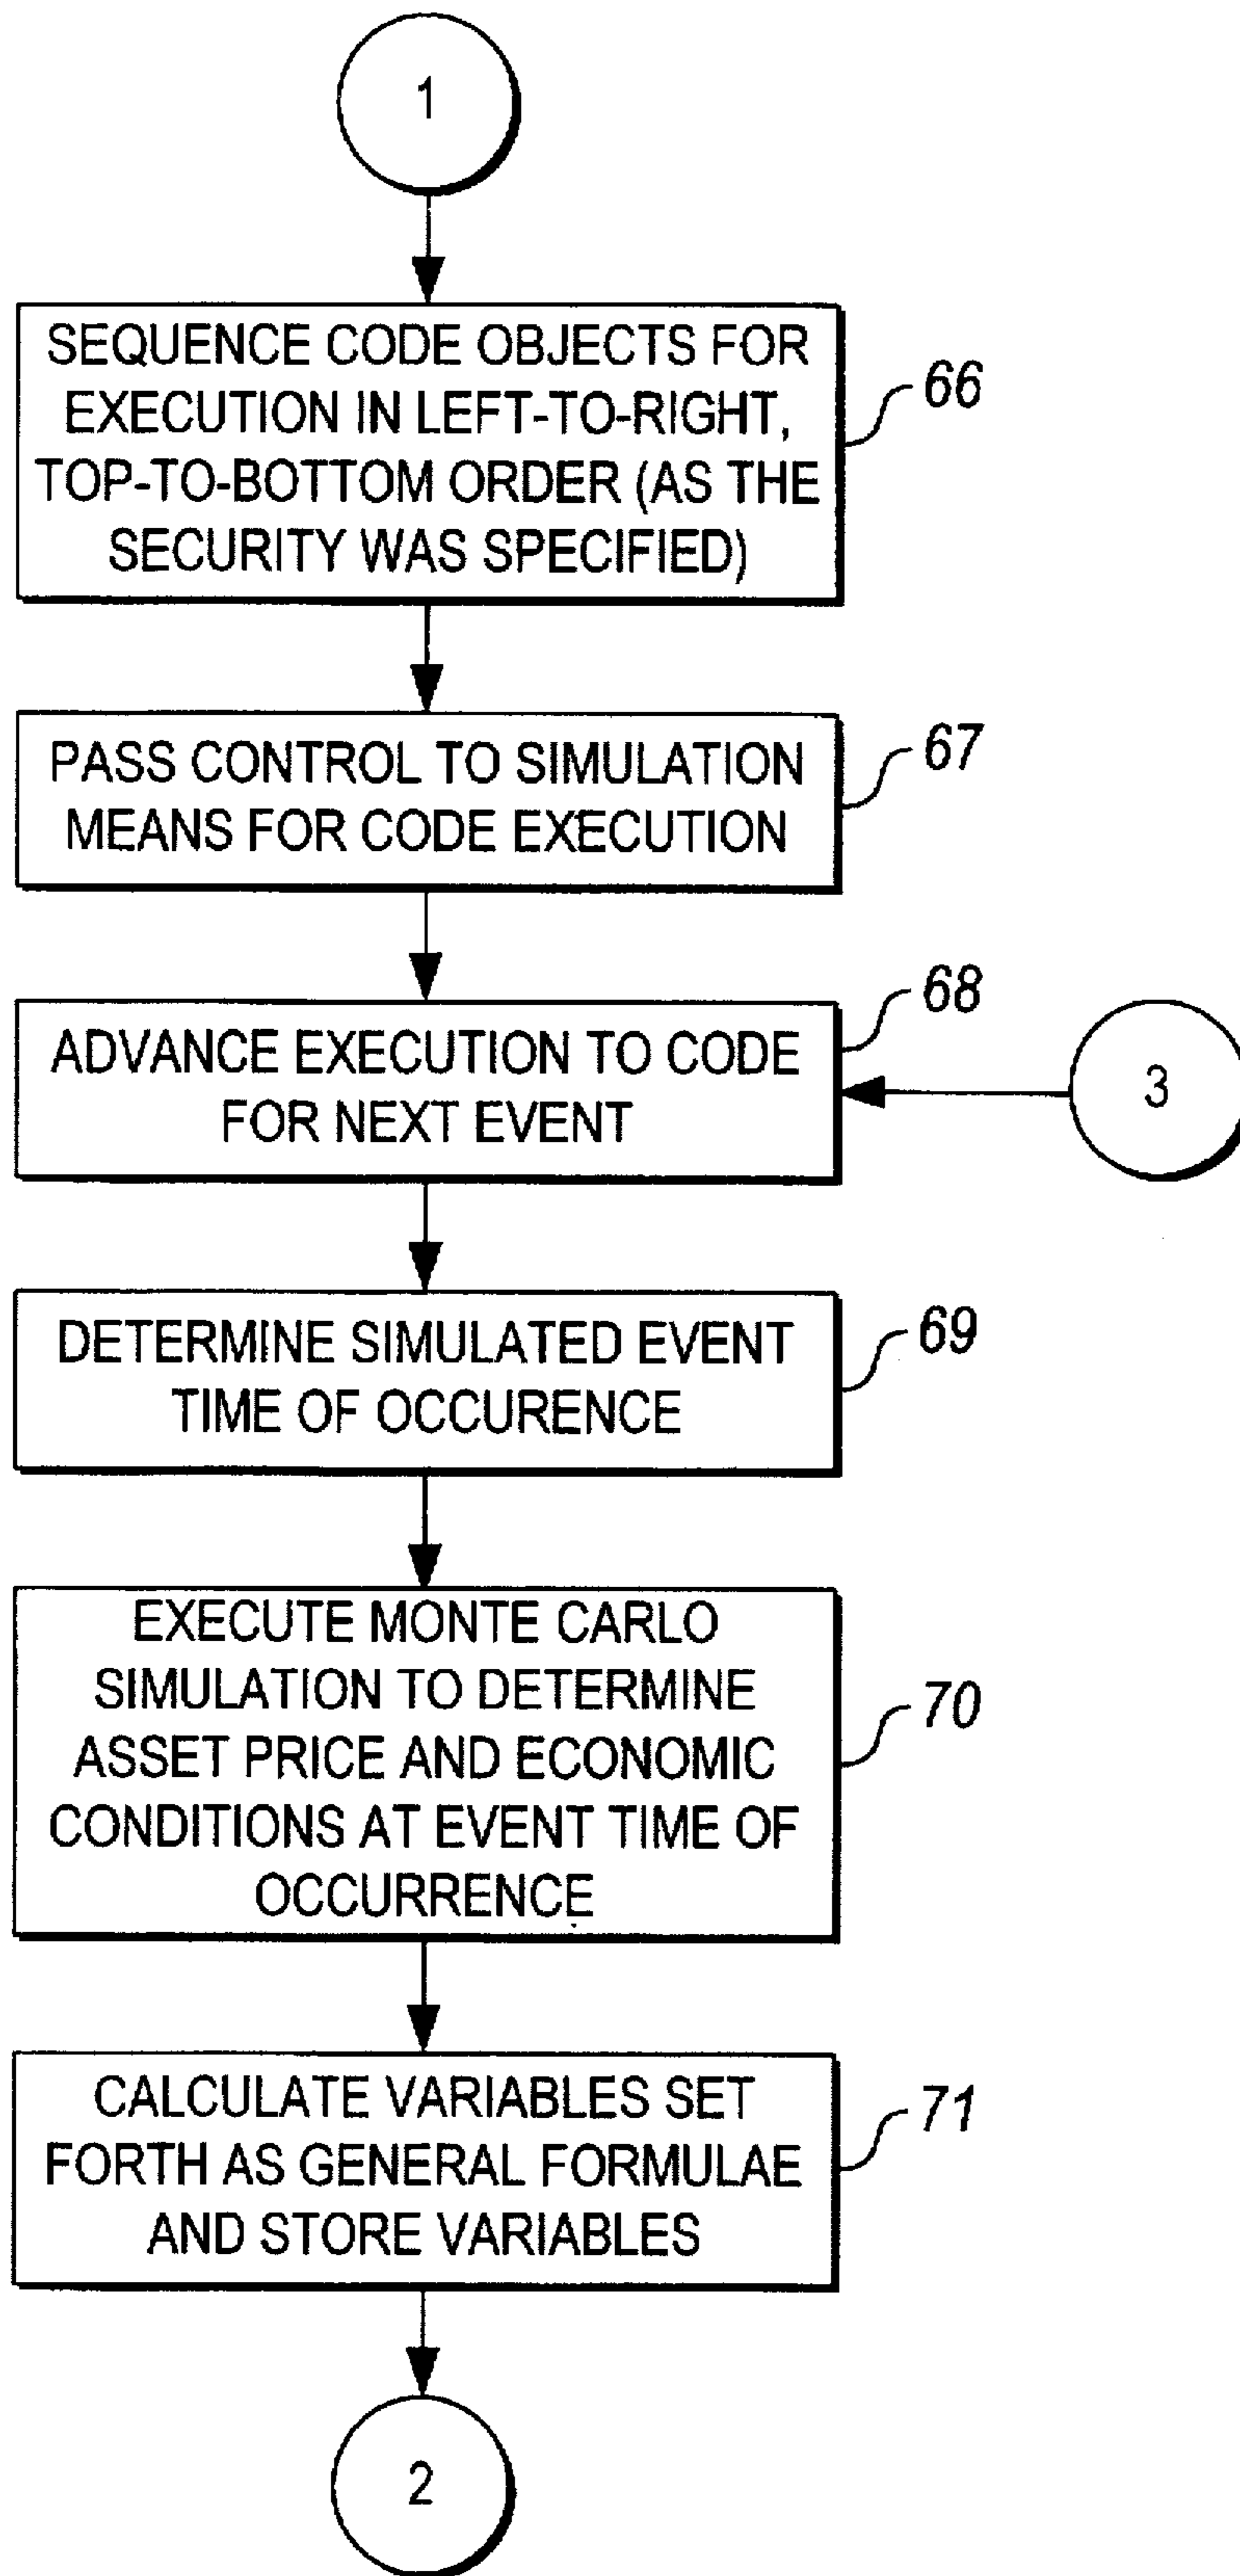 1
SEQUENCE CODE OBJECTS FOR
EXECUTION IN LEFT-TO-RIGHT,
TOP-TO-BOTTOM ORDER (AS THE
SECURITY WAS SPECIFIED)
66
PASS CONTROL TO SIMULATION
MEANS FOR CODE EXECUTION
67
ADVANCE EXECUTION TO CODE
FOR NEXT EVENT
68
3
DETERMINE SIMULATED EVENT
TIME OF OCCURENCE
69
EXECUTE MONTE CARLO
SIMULATION TO DETERMINE
ASSET PRICE AND ECONOMIC
CONDITIONS AT EVENT TIME OF
OCCURRENCE
70
CALCULATE VARIABLES SET
FORTH AS GENERAL FORMULAE
AND STORE VARIABLES
71
2